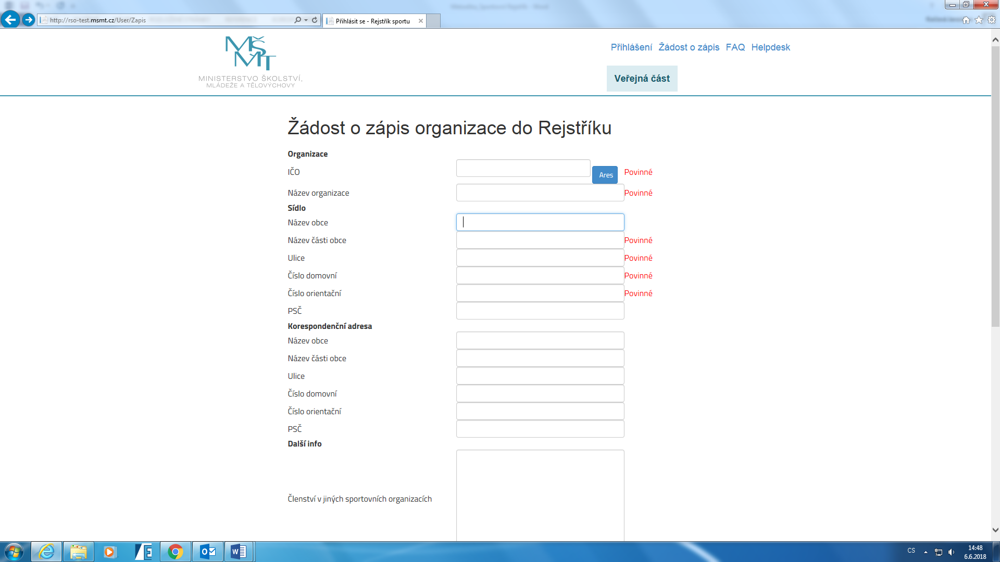 http://rso-test.msmt.cz/User/Zapis
Přihlásit se - Rejstřík sportu
MŠMT
MINISTERSTVO ŠKOLSTVÍ,
MLÁDEŽE A TĚLOVÝCHOVY
Přihlášení Žádost o zápis FAQ Helpdesk
Veřejná část
Žádost o zápis organizace do Rejstříku
Organizace
IČO Ares Povinné
Název organizace Povinné
Sídlo
Název obce
Název části obce Povinné
Ulice Povinné
Číslo domovní Povinné
Číslo orientační Povinné
PSČ
Korespondenční adresa
Název obce
Název části obce
Ulice
Číslo domovní
Číslo orientační
PSČ
Další info
Členství v jiných sportovních organizacích
CS
14:48
6.6.2018